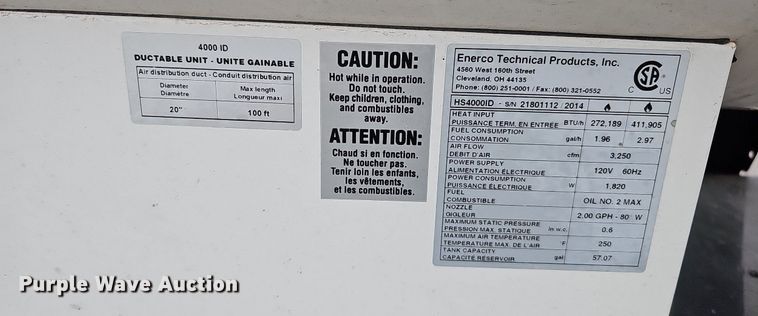 4000 ID
DUCTABLE UNIT - UNITE GAINABLE
Air distribution duct - Conduit distribution air
Diameter
Diamètre
Max length
Longueur maxi
20"
100 ft
CAUTION:
Hot while in operation.
Do not touch.
Keep children, clothing,
and combustibles
away.
ATTENTION:
Chaud si en fonction.
Ne toucher pas.
Tenir loin les enfants,
les vêtements,
et les combustibles.
Enerco Technical Products, Inc.
4560 West 160th Street
Cleveland, OH 44135
Phone: (800) 251-0001 / Fax: (800) 321-0552
C US
HS4000ID - S/N 21801112 / 2014
HEAT INPUT
PUISSANCE TERM. EN ENTRÉE BTU/h 272,189 411,905
FUEL CONSUMPTION
CONSOMMATION gal/h 1.96 2.97
AIR FLOW
DEBIT D'AIR cfm 3,250
POWER SUPPLY
ALIMENTATION ÉLECTRIQUE 120V 60Hz
POWER CONSUMPTION
PUISSANCE ÉLECTRIQUE W 1,820
FUEL
COMBUSTIBLE OIL NO. 2 MAX
NOZZLE
GIGLEUR 2,00 GPH - 80° W
MAXIMUM STATIC PRESSURE
PRESSION MAX. STATIQUE in w.c. 0.6
MAXIMUM AIR TEMPERATURE
TEMPERATURE MAX. DE L'AIR °F 250
TANK CAPACITY
CAPACITÉ RÉSERVOIR gal 57.07
Purple Wave Auction